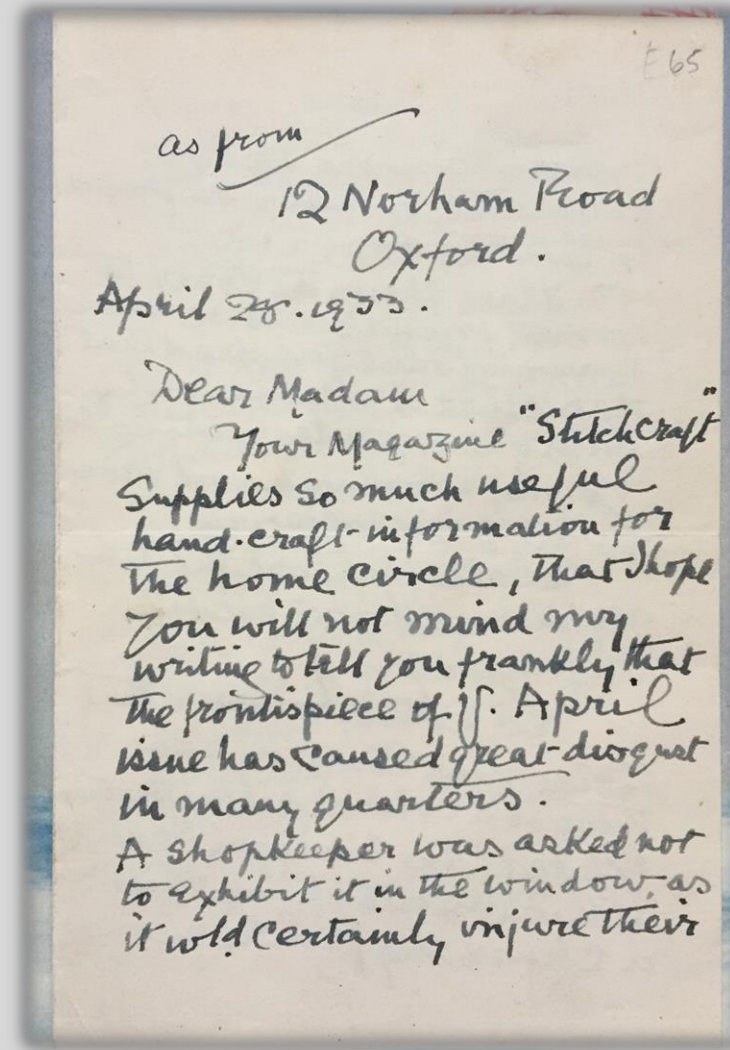 E65
as from
12 Norham Road
Oxford.
April 28. 1933.
Dear Madam
Your Magazine "Stitchcraft"
Supplies so much useful
hand-craft-information for
the home circle, that I hope
you will not mind my
writing to tell you frankly that
the frontispiece of yr. April
issue has caused great disgust
in many quarters.
A shopkeeper was asked not
to exhibit it in the window, as
it wld certainly injure their